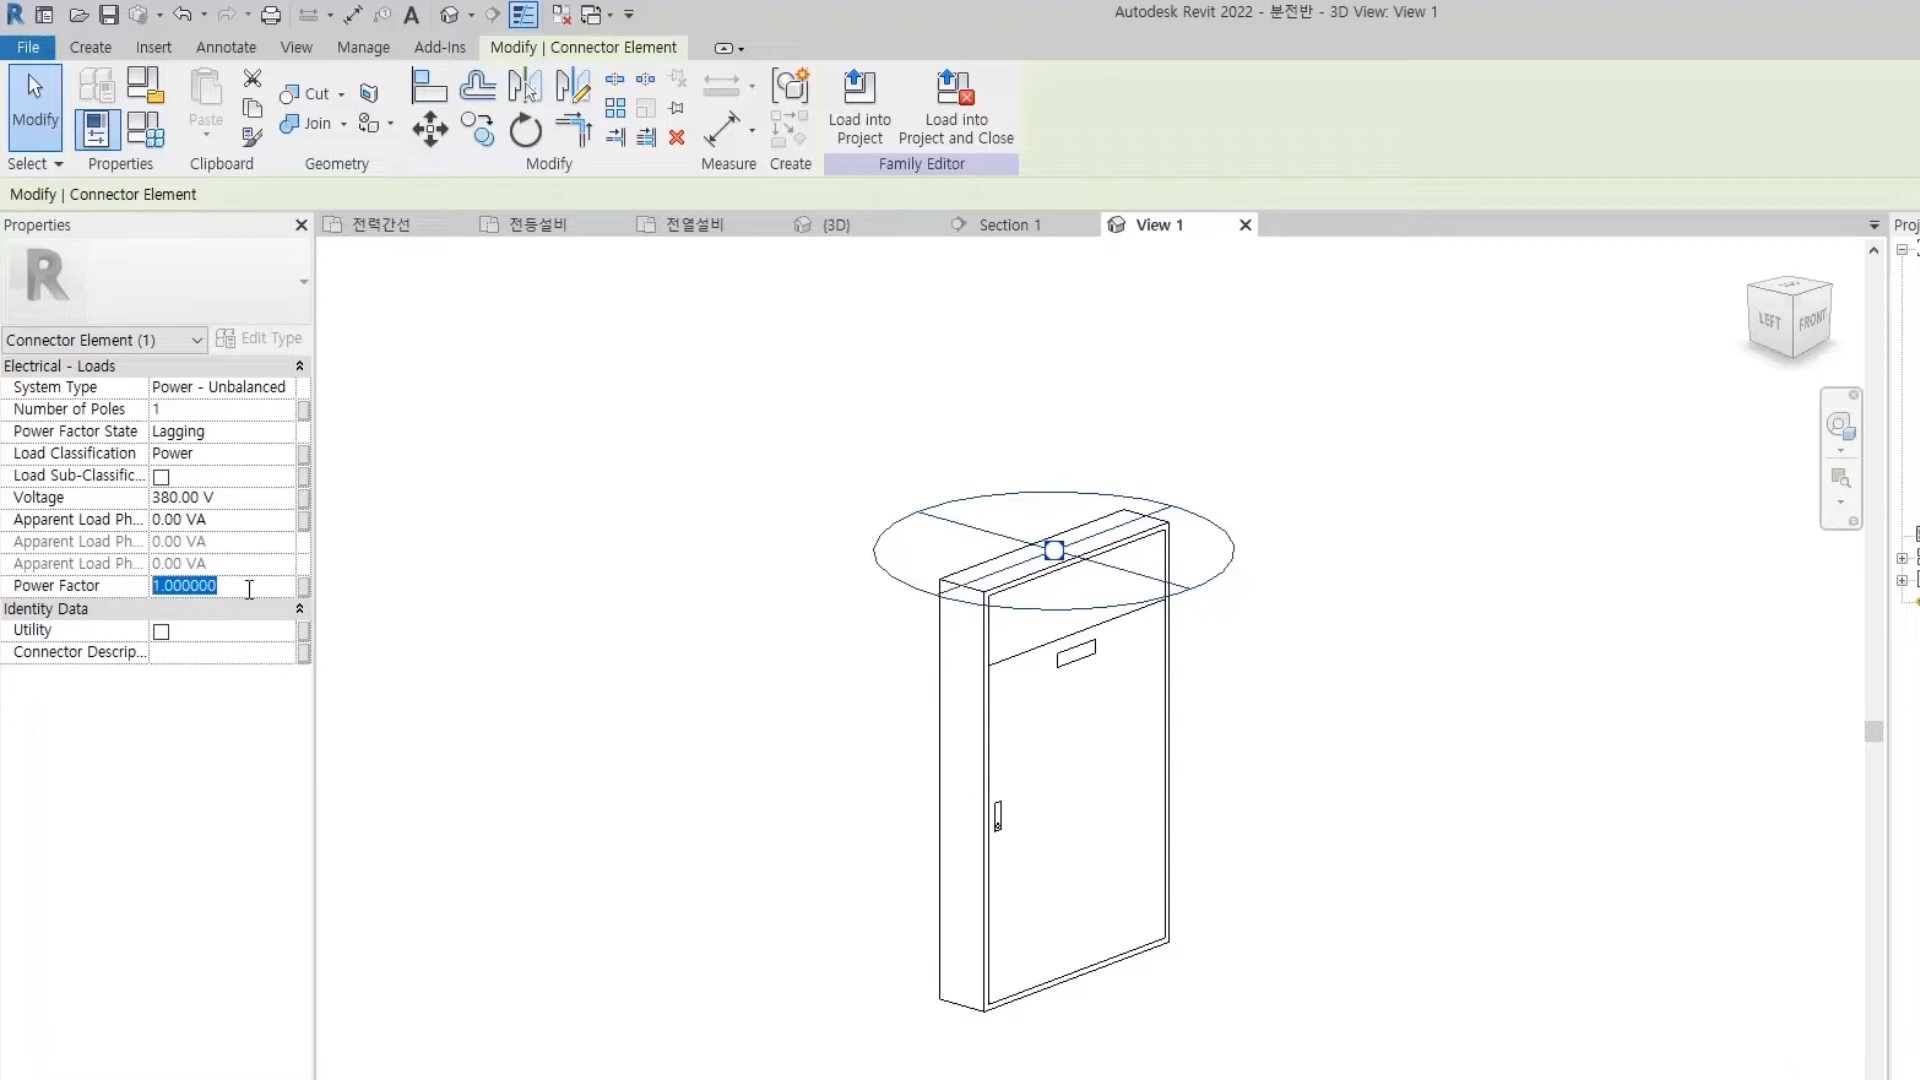 Autodesk Revit 2022 - 분전반 - 3D View: View 1
File Create Insert Annotate View Manage Add-Ins Modify | Connector Element
Modify
Paste
Cut
Join
Load into
Project
Load into
Project and Close
Select Properties Clipboard Geometry Modify Measure Create Family Editor
Modify | Connector Element
Properties
전력간선 전등설비 전열설비 {3D} Section 1 View 1
Proj
Connector Element (1) Edit Type
Electrical - Loads
System Type Power - Unbalanced
Number of Poles 1
Power Factor State Lagging
Load Classification Power
Load Sub-Classific...
Voltage 380.00 V
Apparent Load Ph... 0.00 VA
Apparent Load Ph... 0.00 VA
Apparent Load Ph... 0.00 VA
Power Factor 1.000000
Identity Data
Utility
Connector Descrip...
LEFT FRONT